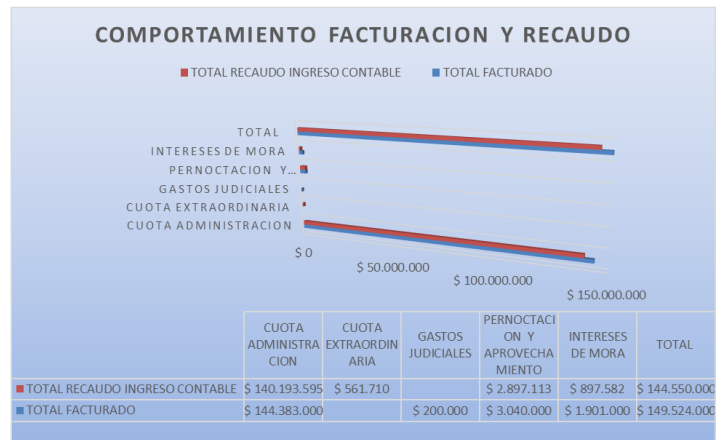 COMPORTAMIENTO FACTURACION Y RECAUDO
TOTAL RECAUDO INGRESO CONTABLE TOTAL FACTURADO
TOTAL
INTERESES DE MORA
PERNOCTACION Y...
GASTOS JUDICIALES
CUOTA EXTRAORDINARIA
CUOTA ADMINISTRACION
$ 0
$ 50.000.000
$ 100.000.000
$ 150.000.000
CUOTA ADMINISTRA CION CUOTA EXTRAORDIN ARIA GASTOS JUDICIALES PERNOCTACI ON Y APROVECHA MIENTO INTERESES DE MORA TOTAL
TOTAL RECAUDO INGRESO CONTABLE $ 140.193.595 $ 561.710 $ 2.897.113 $ 897.582 $ 144.550.000
TOTAL FACTURADO $ 144.383.000 $ 200.000 $ 3.040.000 $ 1.901.000 $ 149.524.000